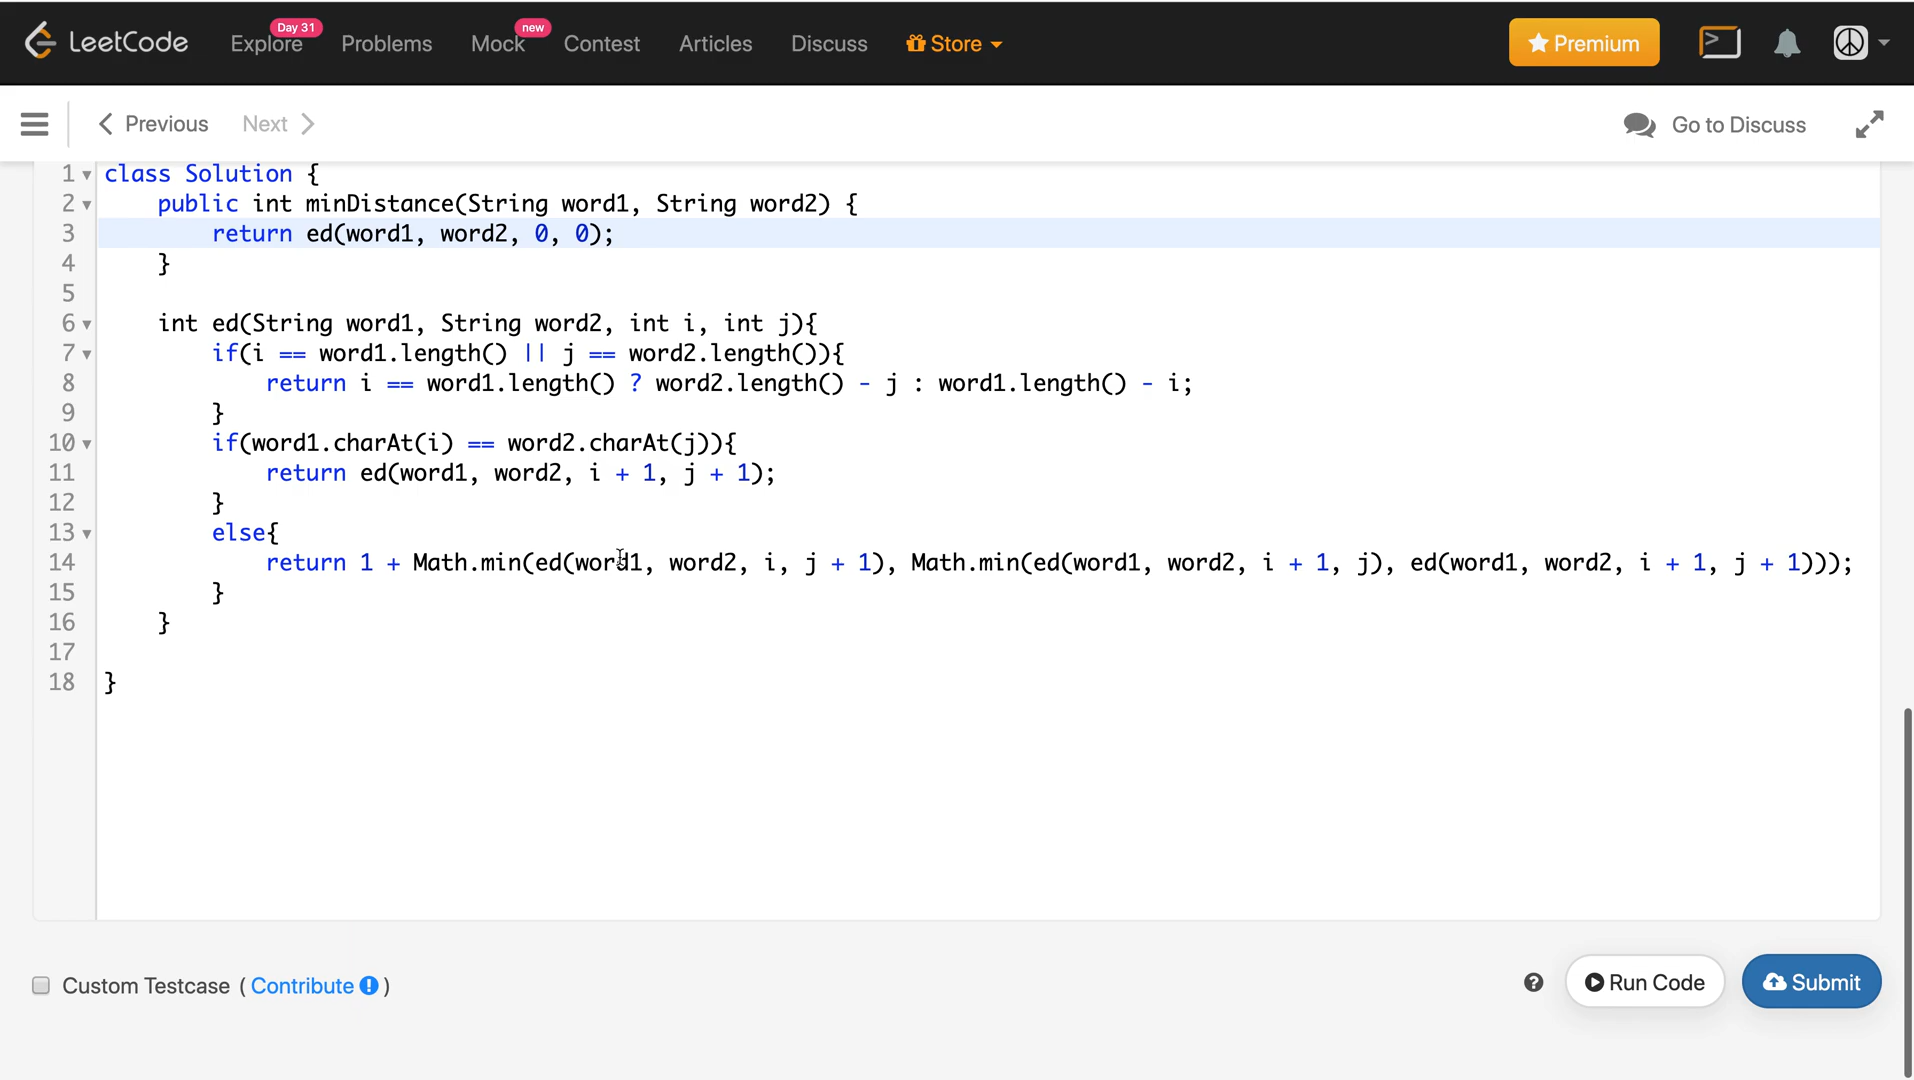 LeetCode Explore Day 31 Problems Mock new Contest Articles Discuss Store Premium
Previous Next Go to Discuss
1 class Solution {
2 public int minDistance(String word1, String word2) {
3 return ed(word1, word2, 0, 0);
4 }
5
6 int ed(String word1, String word2, int i, int j){
7 if(i == word1.length() || j == word2.length()){
8 return i == word1.length() ? word2.length() - j : word1.length() - i;
9 }
10 if(word1.charAt(i) == word2.charAt(j)){
11 return ed(word1, word2, i + 1, j + 1);
12 }
13 else{
14 return 1 + Math.min(ed(word1, word2, i, j + 1), Math.min(ed(word1, word2, i + 1, j), ed(word1, word2, i + 1, j + 1)));
15 }
16 }
17
18 }
Custom Testcase ( Contribute ! ) ? Run Code Submit